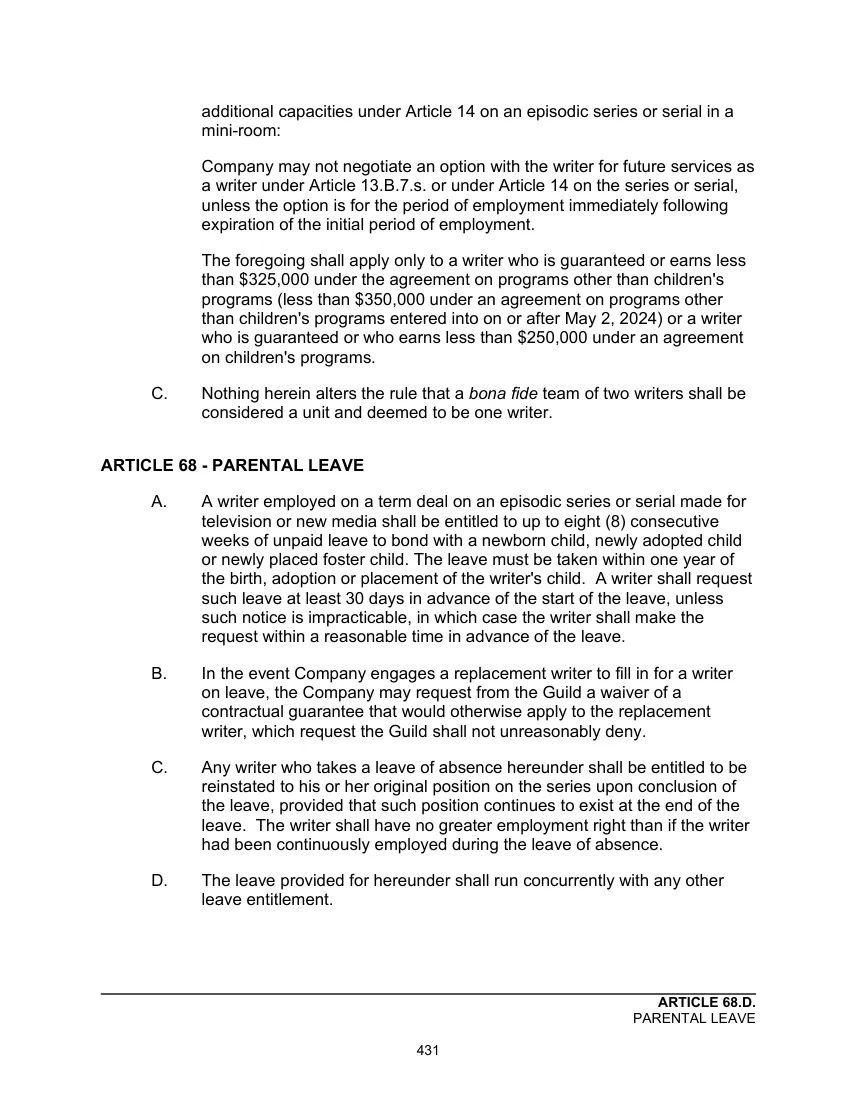 additional capacities under Article 14 on an episodic series or serial in a
mini-room:
Company may not negotiate an option with the writer for future services as
a writer under Article 13.B.7.s. or under Article 14 on the series or serial,
unless the option is for the period of employment immediately following
expiration of the initial period of employment.
The foregoing shall apply only to a writer who is guaranteed or earns less
than $325,000 under the agreement on programs other than children's
programs (less than $350,000 under an agreement on programs other
than children's programs entered into on or after May 2, 2024) or a writer
who is guaranteed or who earns less than $250,000 under an agreement
on children's programs.
C. Nothing herein alters the rule that a bona fide team of two writers shall be
considered a unit and deemed to be one writer.
ARTICLE 68 - PARENTAL LEAVE
A. A writer employed on a term deal on an episodic series or serial made for
television or new media shall be entitled to up to eight (8) consecutive
weeks of unpaid leave to bond with a newborn child, newly adopted child
or newly placed foster child. The leave must be taken within one year of
the birth, adoption or placement of the writer's child. A writer shall request
such leave at least 30 days in advance of the start of the leave, unless
such notice is impracticable, in which case the writer shall make the
request within a reasonable time in advance of the leave.
B. In the event Company engages a replacement writer to fill in for a writer
on leave, the Company may request from the Guild a waiver of a
contractual guarantee that would otherwise apply to the replacement
writer, which request the Guild shall not unreasonably deny.
C. Any writer who takes a leave of absence hereunder shall be entitled to be
reinstated to his or her original position on the series upon conclusion of
the leave, provided that such position continues to exist at the end of the
leave. The writer shall have no greater employment right than if the writer
had been continuously employed during the leave of absence.
D. The leave provided for hereunder shall run concurrently with any other
leave entitlement.
ARTICLE 68.D.
PARENTAL LEAVE
431